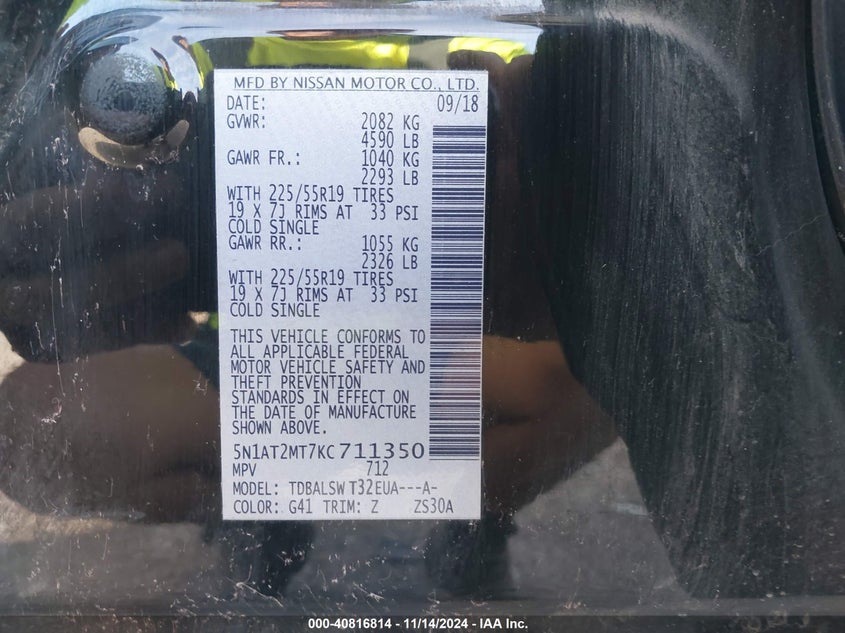 MFD BY NISSAN MOTOR CO., LTD.
DATE: 09/18
GVWR: 2082 KG
4590 LB
GAWR FR.: 1040 KG
2293 LB
WITH 225/55R19 TIRES
19 X 7J RIMS AT 33 PSI
COLD SINGLE
GAWR RR.: 1055 KG
2326 LB
WITH 225/55R19 TIRES
19 X 7J RIMS AT 33 PSI
COLD SINGLE
THIS VEHICLE CONFORMS TO
ALL APPLICABLE FEDERAL
MOTOR VEHICLE SAFETY AND
THEFT PREVENTION
STANDARDS IN EFFECT ON
THE DATE OF MANUFACTURE
SHOWN ABOVE.
5N1AT2MT7KC711350
MPV 712
MODEL: TDBALSW T32EUA---A-
COLOR: G41 TRIM: Z ZS30A
000-40816814 - 11/14/2024 - IAA Inc.